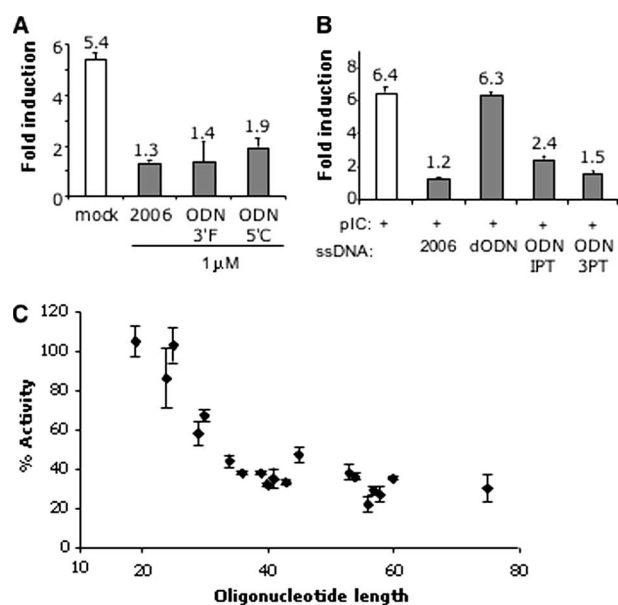 A
Fold induction
6
4
2
0
5.4
1.3
1.4
1.9
mock 2006 ODN 3'F ODN 5'C
1 µM
B
Fold induction
8
6
4
2
0
6.4
1.2
6.3
2.4
1.5
pIC: + + + + +
ssDNA: 2006 dODN ODN IPT ODN 3PT
C
% Activity
120
100
80
60
40
20
0
10 20 40 60 80
Oligonucleotide length